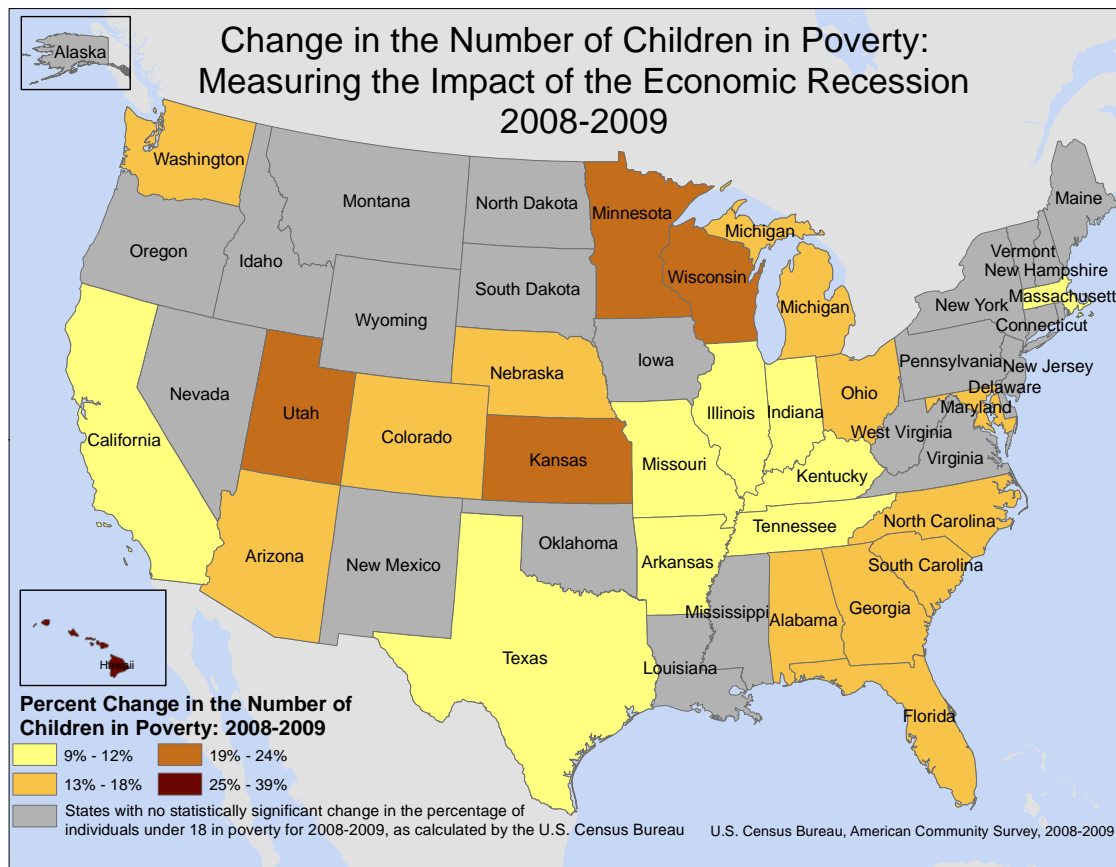 Change in the Number of Children in Poverty:
Measuring the Impact of the Economic Recession
2008-2009
Alaska
Washington
Montana
North Dakota
Minnesota
Michigan
Maine
Oregon
Idaho
Wisconsin
Vermont
New Hampshire
South Dakota
Michigan
New York
Massachusett
Wyoming
Connecticut
Iowa
Pennsylvania
New Jersey
Nebraska
Ohio
Delaware
Nevada
Utah
Illinois
Indiana
Maryland
California
Colorado
West Virginia
Kansas
Missouri
Virginia
Kentucky
Tennessee
North Carolina
Oklahoma
Arizona
New Mexico
Arkansas
South Carolina
Mississippi
Alabama
Georgia
Hawaii
Texas
Louisiana
Florida
Percent Change in the Number of
Children in Poverty: 2008-2009
9% - 12%
19% - 24%
13% - 18%
25% - 39%
States with no statistically significant change in the percentage of
individuals under 18 in poverty for 2008-2009, as calculated by the U.S. Census Bureau
U.S. Census Bureau, American Community Survey, 2008-2009